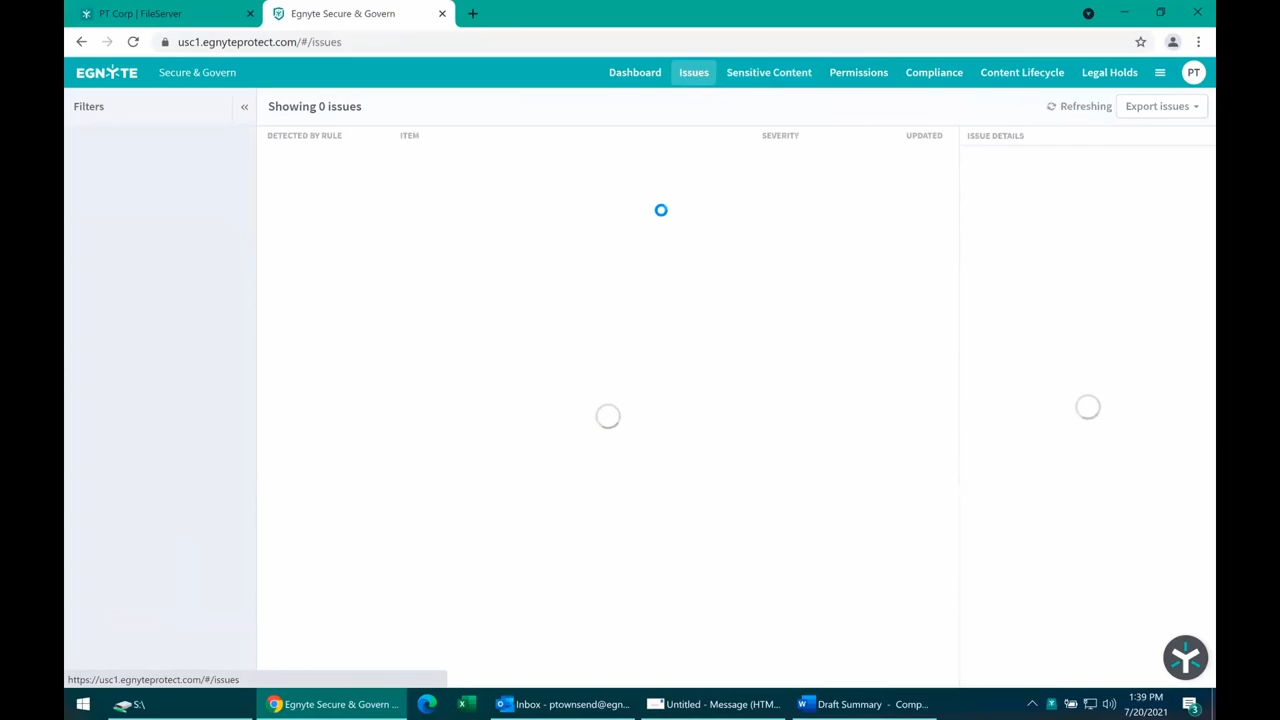 PT Corp | FileServer
Egnyte Secure & Govern
usc1.egnyteprotect.com/#/issues
EGNYTE
Secure & Govern
Dashboard
Issues
Sensitive Content
Permissions
Compliance
Content Lifecycle
Legal Holds
PT
Filters
Showing 0 issues
Refreshing
Export issues
DETECTED BY RULE
ITEM
SEVERITY
UPDATED
ISSUE DETAILS
https://usc1.egnyteprotect.com/#/issues
S:\
Egnyte Secure & Govern ...
Inbox - ptownsend@egn...
Untitled - Message (HTM...
Draft Summary - Comp...
1:39 PM
7/20/2021
3